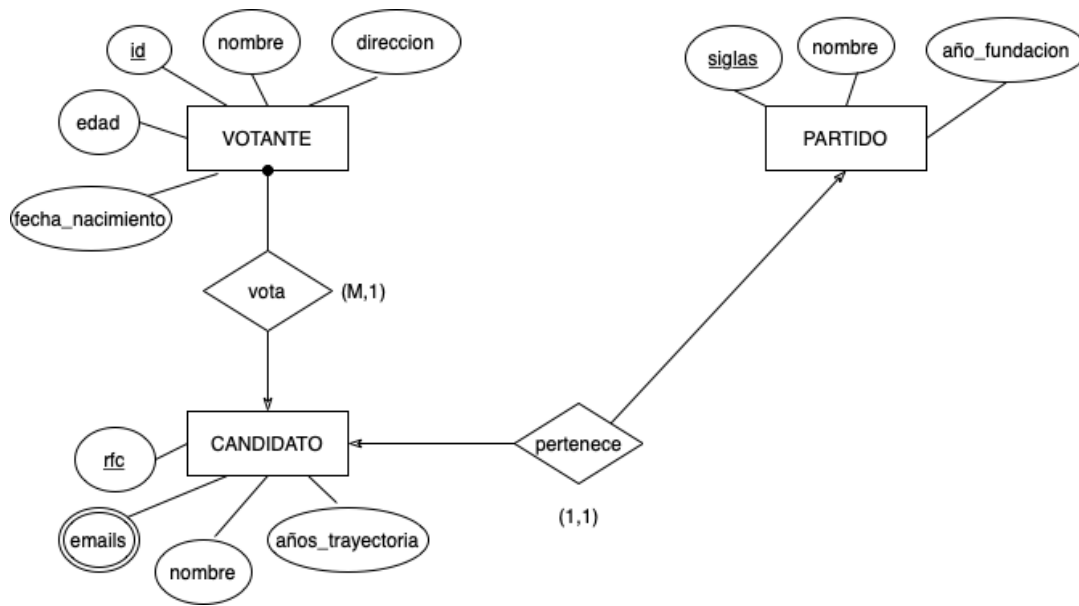 id
nombre
direccion
edad
VOTANTE
fecha_nacimiento
siglas
nombre
año_fundacion
PARTIDO
vota
(M,1)
CANDIDATO
rfc
emails
nombre
años_trayectoria
pertenece
(1,1)